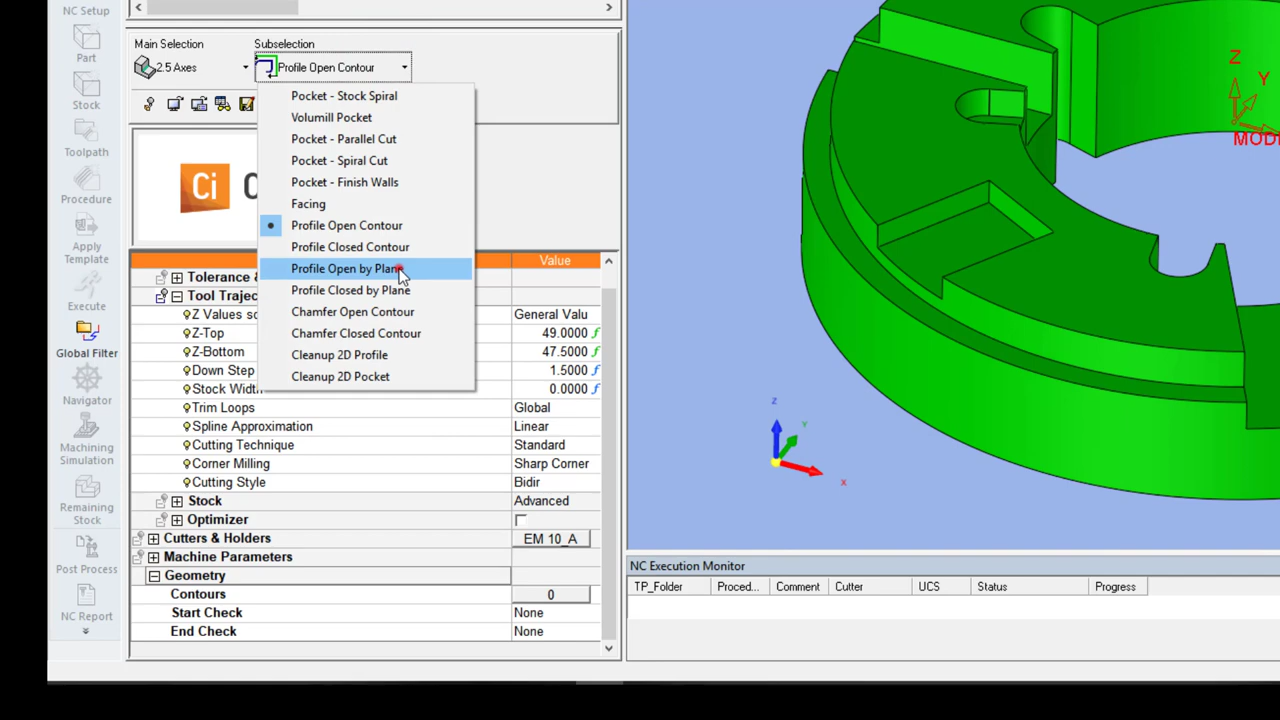 NC Setup
Part
Stock
Toolpath
Procedure
Apply
Template
Execute
Global Filter
Navigator
Machining
Simulation
Remaining
Stock
Post Process
NC Report
Main Selection
Subselection
2.5 Axes
Profile Open Contour
Pocket - Stock Spiral
Volumill Pocket
Pocket - Parallel Cut
Pocket - Spiral Cut
Pocket - Finish Walls
Facing
Profile Open Contour
Profile Closed Contour
Profile Open by Plane
Profile Closed by Plane
Chamfer Open Contour
Chamfer Closed Contour
Cleanup 2D Profile
Cleanup 2D Pocket
Ci
Value
Tolerance
Tool Traje
Z Values General Valu
Z-Top 49.0000 f
Z-Bottom 47.5000 f
Down Step 1.5000 f
Stock Width 0.0000 f
Trim Loops Global
Spline Approximation Linear
Cutting Technique Standard
Corner Milling Sharp Corner
Cutting Style Bidir
Stock Advanced
Optimizer
Cutters & Holders EM 10_A
Machine Parameters
Geometry
Contours 0
Start Check None
End Check None
Z
Y
MODE
Z
Y
X
NC Execution Monitor
TP_Folder Proced... Comment Cutter UCS Status Progress